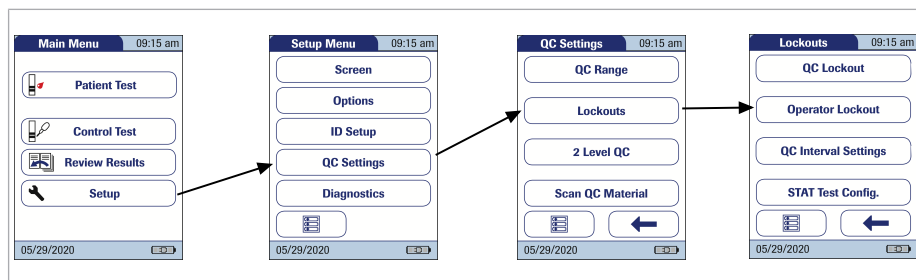 Main Menu 09:15 am
Patient Test
Control Test
Review Results
Setup
05/29/2020
Setup Menu 09:15 am
Screen
Options
ID Setup
QC Settings
Diagnostics
05/29/2020
QC Settings 09:15 am
QC Range
Lockouts
2 Level QC
Scan QC Material
05/29/2020
Lockouts 09:15 am
QC Lockout
Operator Lockout
QC Interval Settings
STAT Test Config.
05/29/2020